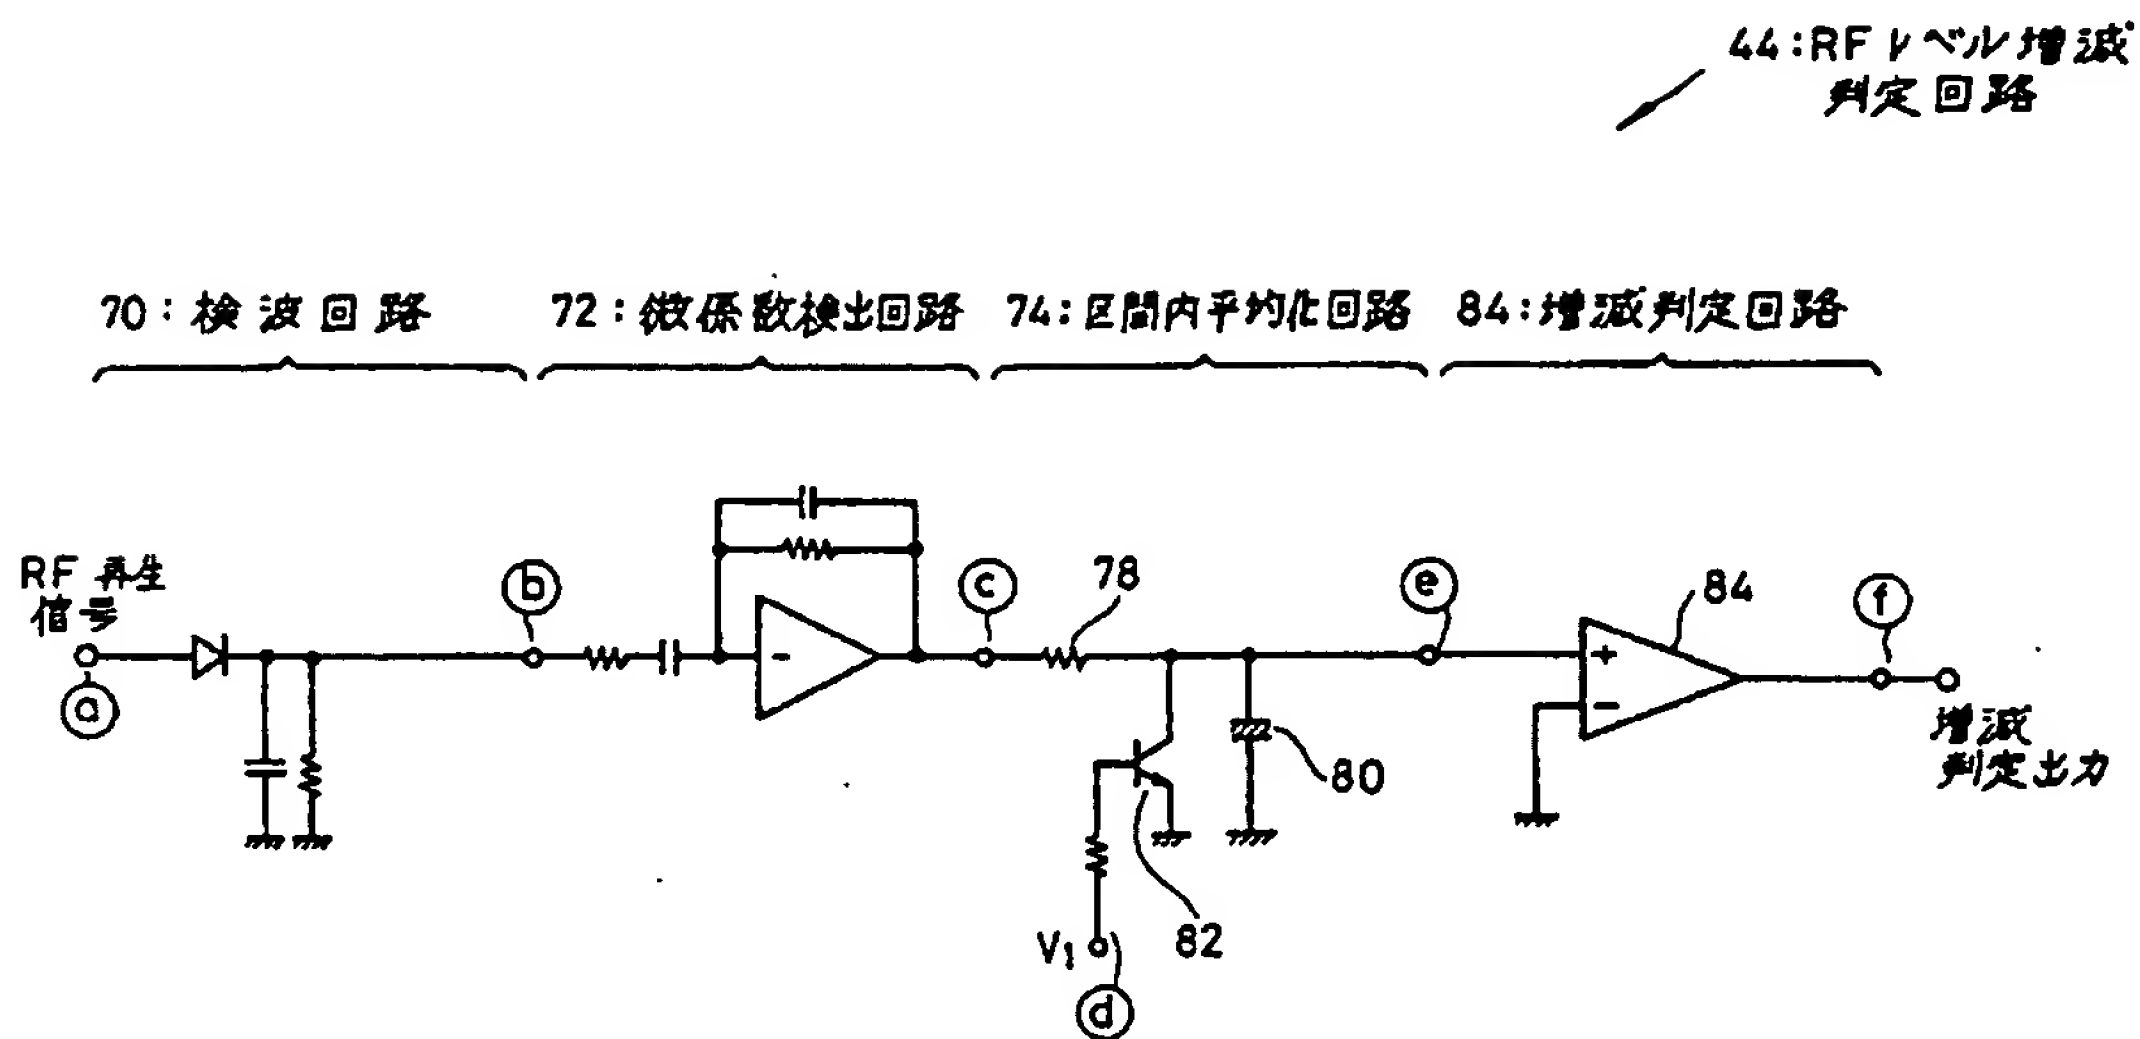 44:RFレベル増減
判定回路
70:検波回路
72:微係数検出回路
74:区間内平均化回路
84:増減判定回路
RF再生
信号
a
b
c
78
e
84
f
増減
判定出力
80
82
V1
d